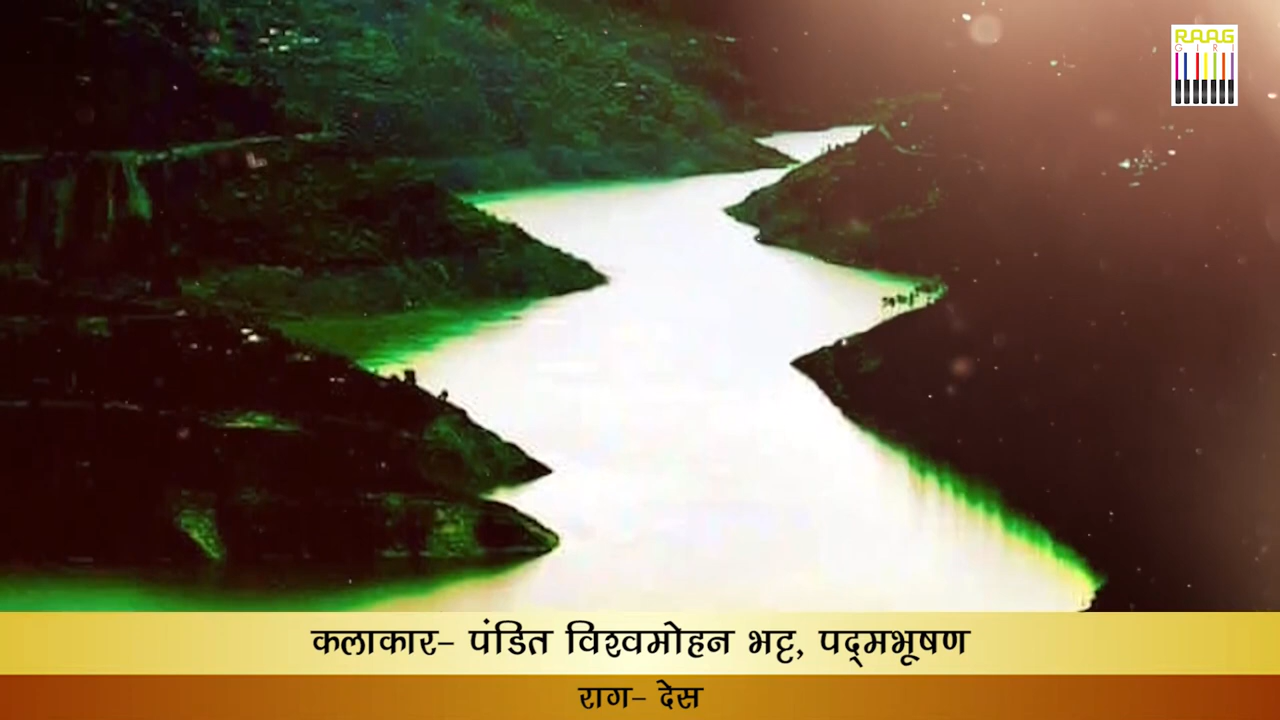 RAAG
GIRI
कलाकार- पंडित विश्वमोहन भट्ट, पद्मभूषण
राग- देस